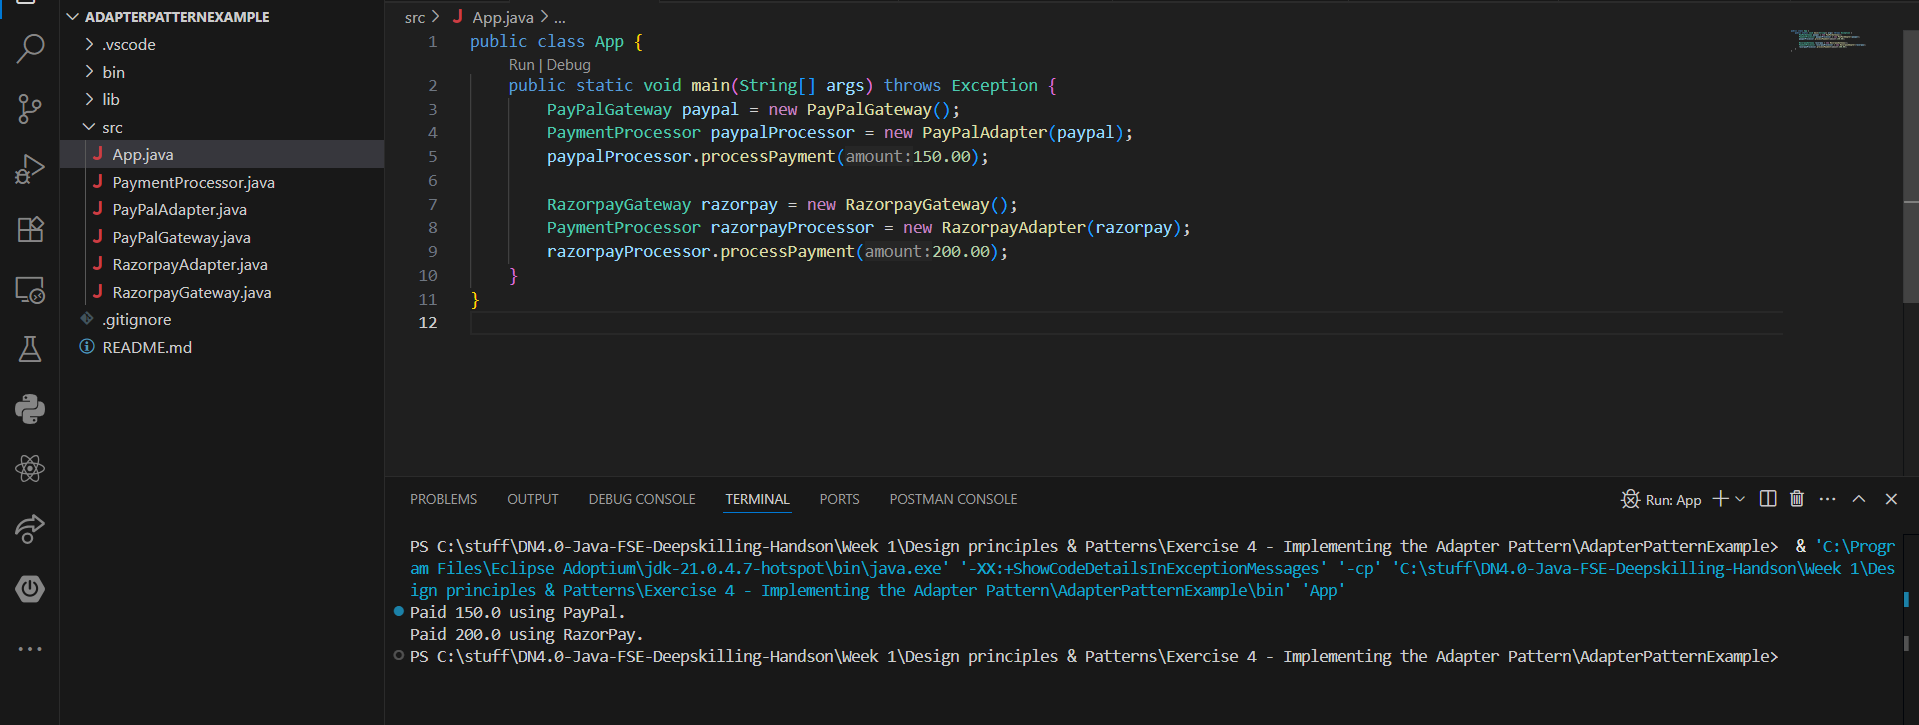 ADAPTERPATTERNEXAMPLE
.vscode
bin
lib
src
App.java
PaymentProcessor.java
PayPalAdapter.java
PayPalGateway.java
RazorpayAdapter.java
RazorpayGateway.java
.gitignore
README.md
src > App.java > ...
1 public class App {
Run | Debug
2 public static void main(String[] args) throws Exception {
3 PayPalGateway paypal = new PayPalGateway();
4 PaymentProcessor paypalProcessor = new PayPalAdapter(paypal);
5 paypalProcessor.processPayment(amount:150.00);
6
7 RazorpayGateway razorpay = new RazorpayGateway();
8 PaymentProcessor razorpayProcessor = new RazorpayAdapter(razorpay);
9 razorpayProcessor.processPayment(amount:200.00);
10 }
11 }
12
PROBLEMS OUTPUT DEBUG CONSOLE TERMINAL PORTS POSTMAN CONSOLE Run: App
PS C:\stuff\DN4.0-Java-FSE-Deepskilling-Handson\Week 1\Design principles & Patterns\Exercise 4 - Implementing the Adapter Pattern\AdapterPatternExample> & 'C:\Progr
am Files\Eclipse Adoptium\jdk-21.0.4.7-hotspot\bin\java.exe' '-XX:+ShowCodeDetailsInExceptionMessages' '-cp' 'C:\stuff\DN4.0-Java-FSE-Deepskilling-Handson\Week 1\Des
ign principles & Patterns\Exercise 4 - Implementing the Adapter Pattern\AdapterPatternExample\bin' 'App'
Paid 150.0 using PayPal.
Paid 200.0 using RazorPay.
PS C:\stuff\DN4.0-Java-FSE-Deepskilling-Handson\Week 1\Design principles & Patterns\Exercise 4 - Implementing the Adapter Pattern\AdapterPatternExample>